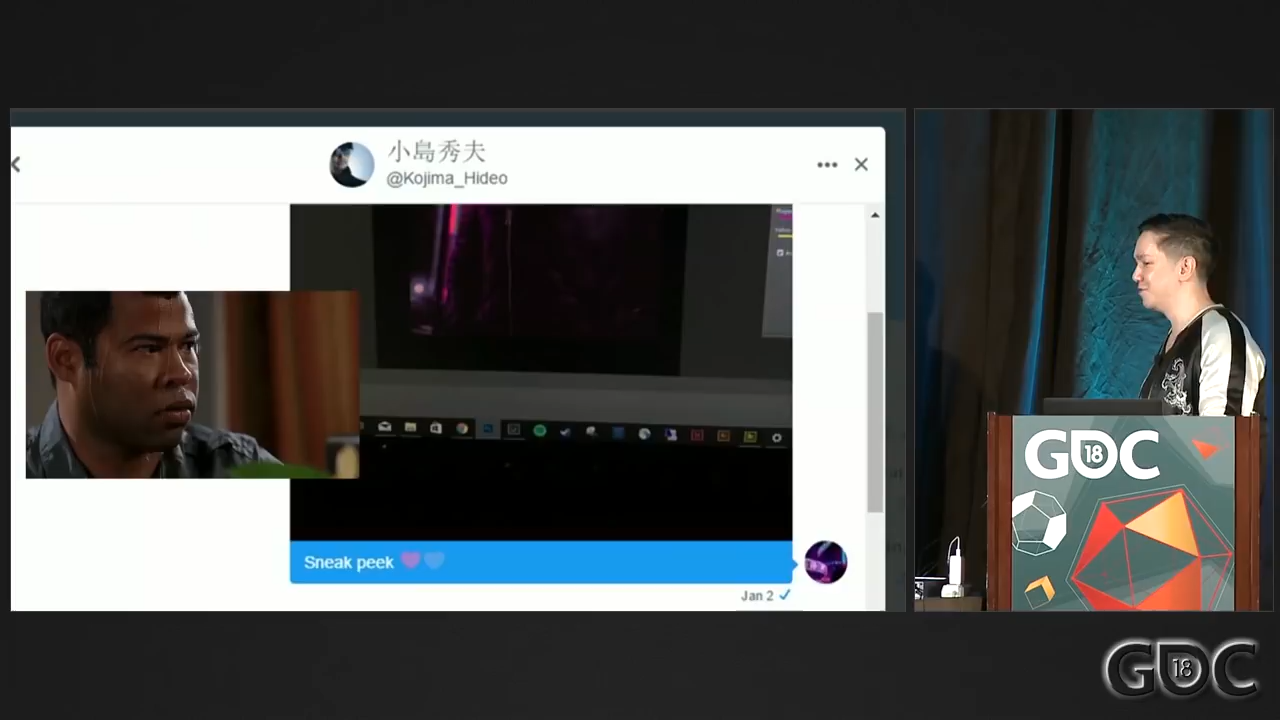 小島秀夫
@Kojima_Hideo
Sneak peek
Jan 2
GDC
18
GDC
18